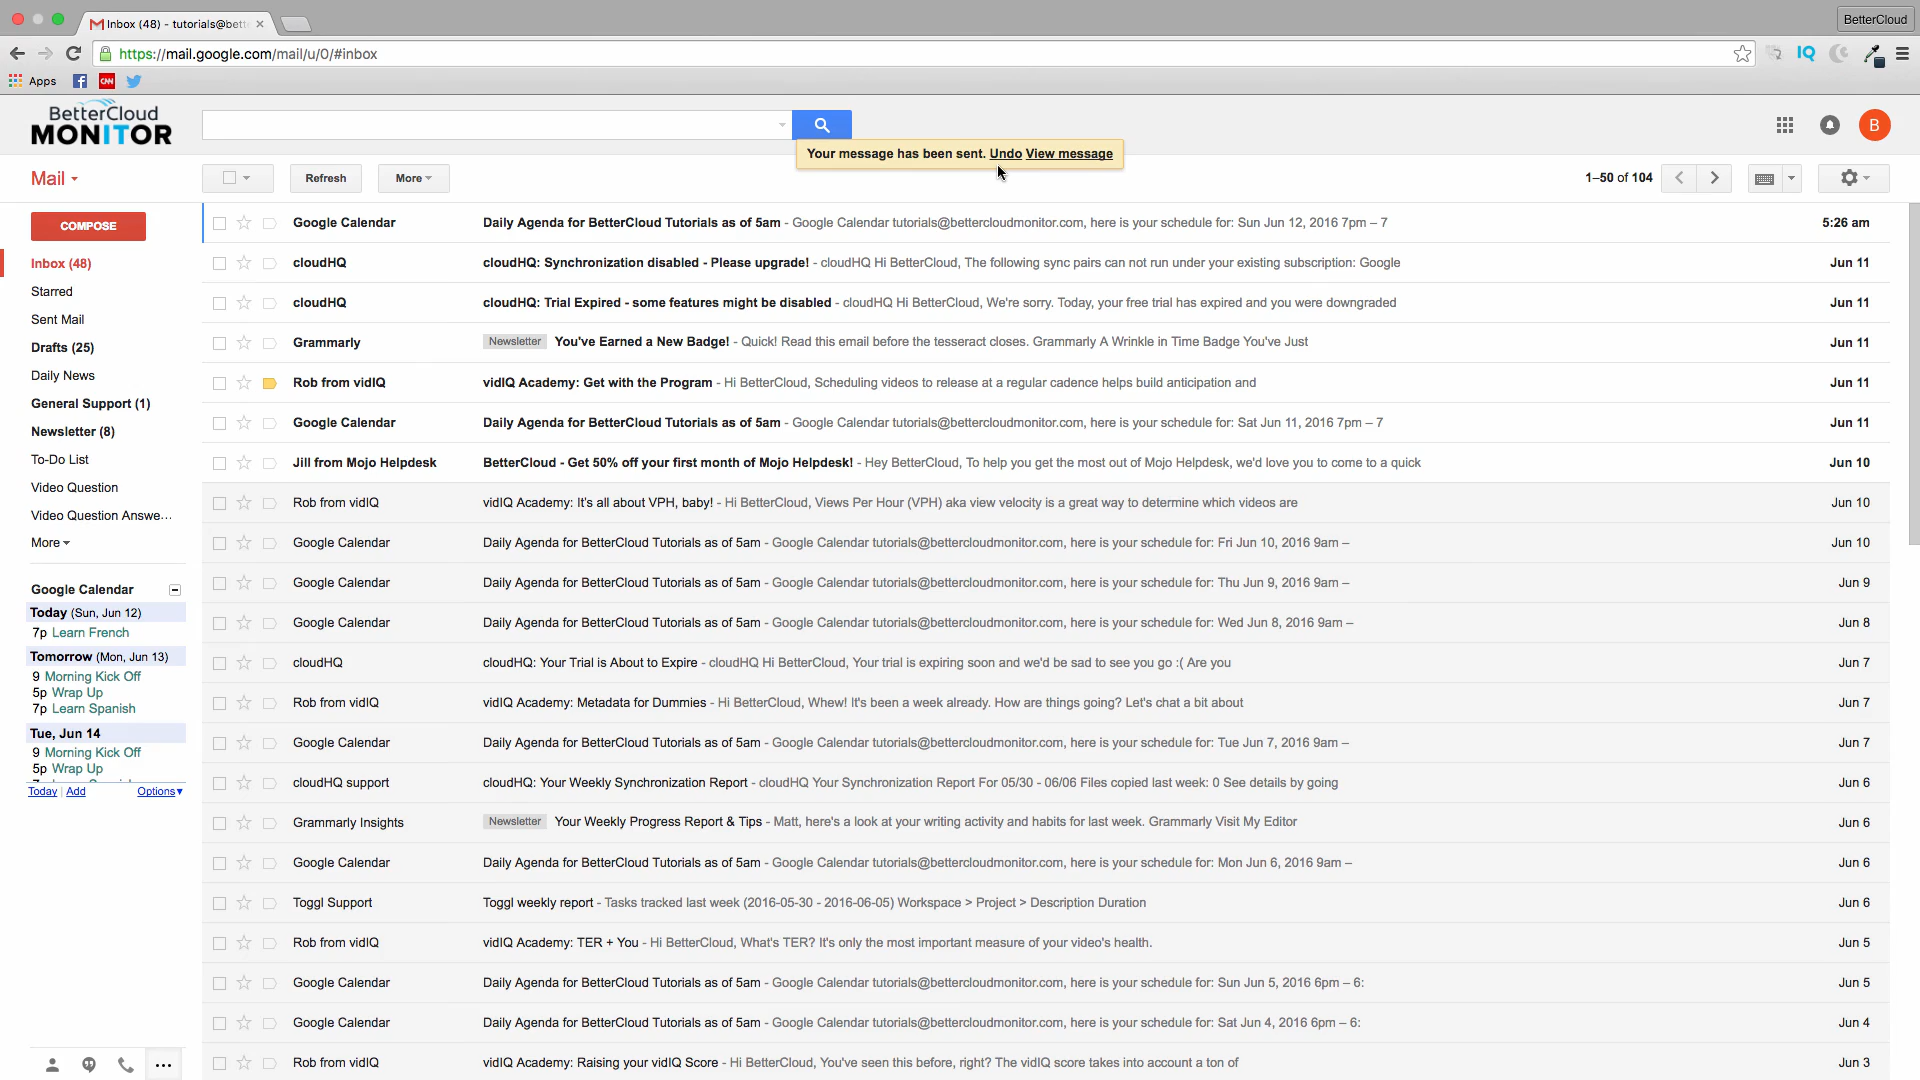 Inbox (48) - tutorials@bett
BetterCloud
https://mail.google.com/mail/u/0/#inbox
IQ
Apps
CNN
BetterCloud
MONITOR
B
Your message has been sent. Undo View message
Mail
Refresh
More
1–50 of 104
COMPOSE
Inbox (48)
Starred
Sent Mail
Drafts (25)
Daily News
General Support (1)
Newsletter (8)
To-Do List
Video Question
Video Question Answe...
More
Google Calendar
Today (Sun, Jun 12)
7p Learn French
Tomorrow (Mon, Jun 13)
9 Morning Kick Off
5p Wrap Up
7p Learn Spanish
Tue, Jun 14
9 Morning Kick Off
5p Wrap Up
Today | Add Options▾
Google Calendar Daily Agenda for BetterCloud Tutorials as of 5am - Google Calendar tutorials@bettercloudmonitor.com, here is your schedule for: Sun Jun 12, 2016 7pm – 7 5:26 am
cloudHQ cloudHQ: Synchronization disabled - Please upgrade! - cloudHQ Hi BetterCloud, The following sync pairs can not run under your existing subscription: Google Jun 11
cloudHQ cloudHQ: Trial Expired - some features might be disabled - cloudHQ Hi BetterCloud, We're sorry. Today, your free trial has expired and you were downgraded Jun 11
Grammarly Newsletter You've Earned a New Badge! - Quick! Read this email before the tesseract closes. Grammarly A Wrinkle in Time Badge You've Just Jun 11
Rob from vidIQ vidIQ Academy: Get with the Program - Hi BetterCloud, Scheduling videos to release at a regular cadence helps build anticipation and Jun 11
Google Calendar Daily Agenda for BetterCloud Tutorials as of 5am - Google Calendar tutorials@bettercloudmonitor.com, here is your schedule for: Sat Jun 11, 2016 7pm – 7 Jun 11
Jill from Mojo Helpdesk BetterCloud - Get 50% off your first month of Mojo Helpdesk! - Hey BetterCloud, To help you get the most out of Mojo Helpdesk, we'd love you to come to a quick Jun 10
Rob from vidIQ vidIQ Academy: It's all about VPH, baby! - Hi BetterCloud, Views Per Hour (VPH) aka view velocity is a great way to determine which videos are Jun 10
Google Calendar Daily Agenda for BetterCloud Tutorials as of 5am - Google Calendar tutorials@bettercloudmonitor.com, here is your schedule for: Fri Jun 10, 2016 9am – Jun 10
Google Calendar Daily Agenda for BetterCloud Tutorials as of 5am - Google Calendar tutorials@bettercloudmonitor.com, here is your schedule for: Thu Jun 9, 2016 9am – Jun 9
Google Calendar Daily Agenda for BetterCloud Tutorials as of 5am - Google Calendar tutorials@bettercloudmonitor.com, here is your schedule for: Wed Jun 8, 2016 9am – Jun 8
cloudHQ cloudHQ: Your Trial is About to Expire - cloudHQ Hi BetterCloud, Your trial is expiring soon and we'd be sad to see you go :( Are you Jun 7
Rob from vidIQ vidIQ Academy: Metadata for Dummies - Hi BetterCloud, Whew! It's been a week already. How are things going? Let's chat a bit about Jun 7
Google Calendar Daily Agenda for BetterCloud Tutorials as of 5am - Google Calendar tutorials@bettercloudmonitor.com, here is your schedule for: Tue Jun 7, 2016 9am – Jun 7
cloudHQ support cloudHQ: Your Weekly Synchronization Report - cloudHQ Your Synchronization Report For 05/30 - 06/06 Files copied last week: 0 See details by going Jun 6
Grammarly Insights Newsletter Your Weekly Progress Report & Tips - Matt, here's a look at your writing activity and habits for last week. Grammarly Visit My Editor Jun 6
Google Calendar Daily Agenda for BetterCloud Tutorials as of 5am - Google Calendar tutorials@bettercloudmonitor.com, here is your schedule for: Mon Jun 6, 2016 9am – Jun 6
Toggl Support Toggl weekly report - Tasks tracked last week (2016-05-30 - 2016-06-05) Workspace > Project > Description Duration Jun 6
Rob from vidIQ vidIQ Academy: TER + You - Hi BetterCloud, What's TER? It's only the most important measure of your video's health. Jun 5
Google Calendar Daily Agenda for BetterCloud Tutorials as of 5am - Google Calendar tutorials@bettercloudmonitor.com, here is your schedule for: Sun Jun 5, 2016 6pm – 6: Jun 5
Google Calendar Daily Agenda for BetterCloud Tutorials as of 5am - Google Calendar tutorials@bettercloudmonitor.com, here is your schedule for: Sat Jun 4, 2016 6pm – 6: Jun 4
Rob from vidIQ vidIQ Academy: Raising your vidIQ Score - Hi BetterCloud, You've seen this before, right? The vidIQ score takes into account a ton of Jun 3